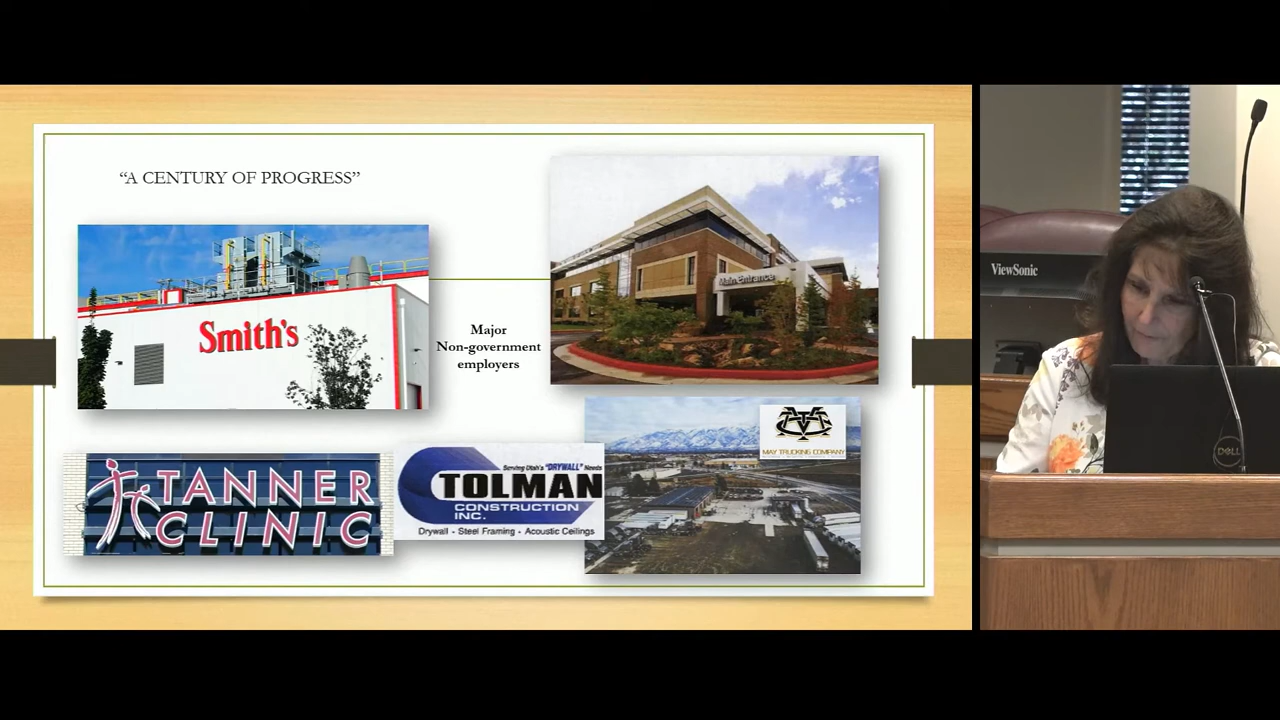 “A CENTURY OF PROGRESS”
Smith's
Major
Non-government
employers
Main Entrance
MAY TRUCKING COMPANY
TANNER
CLINIC
Serving Utah's "DRYWALL" Needs
TOLMAN
CONSTRUCTION
INC.
Drywall - Steel Framing - Acoustic Ceilings
ViewSonic
DELL